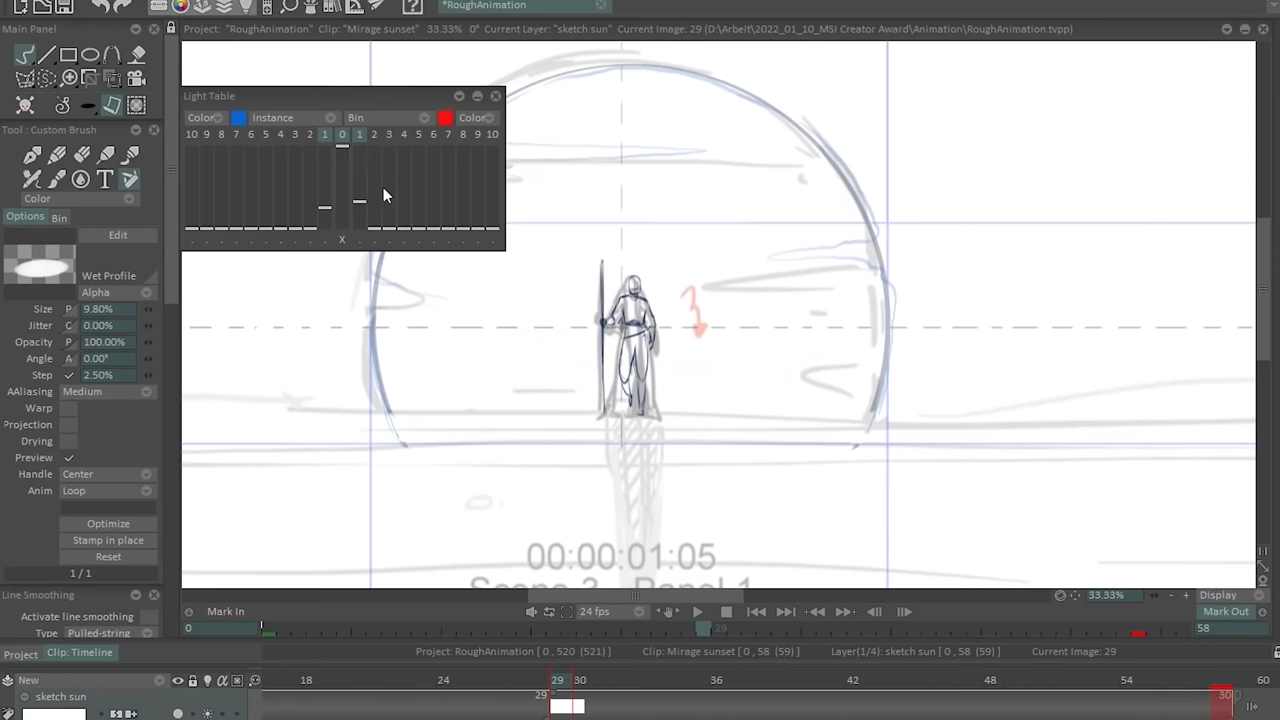 *RoughAnimation
Main Panel
Project: "RoughAnimation" Clip: "Mirage sunset" 33.33% 0° Current Layer: "sketch sun" Current Image: 29 (D:\Arbeit\2022_01_10_MSI Creator Award\Animation\RoughAnimation.tvpp)
Light Table
Color Instance Bin Color
10 9 8 7 6 5 4 3 2 1 0 1 2 3 4 5 6 7 8 9 10
X
Tool : Custom Brush
Color
Options Bin
Edit
Wet Profile
Alpha
Size P 9.80%
Jitter C 0.00%
Opacity P 100.00%
Angle A 0.00°
Step 2.50%
AAliasing Medium
Warp
Projection
Drying
Preview
Handle Center
Anim Loop
Optimize
Stamp in place
Reset
1 / 1
Line Smoothing
Activate line smoothing
Type Pulled-string
00:00:01:05
Scene 3 Panel 1
33.33% - + Display
Mark In 24 fps Mark Out
0 29 58
Project Clip: Timeline
Project: RoughAnimation [ 0 , 520 (521) ] Clip: Mirage sunset [ 0 , 58 (59) ] Layer(1/4): sketch sun [ 0 , 58 (59) ] Current Image: 29
New
18 24 29 30 36 42 48 54 60
sketch sun
29 30